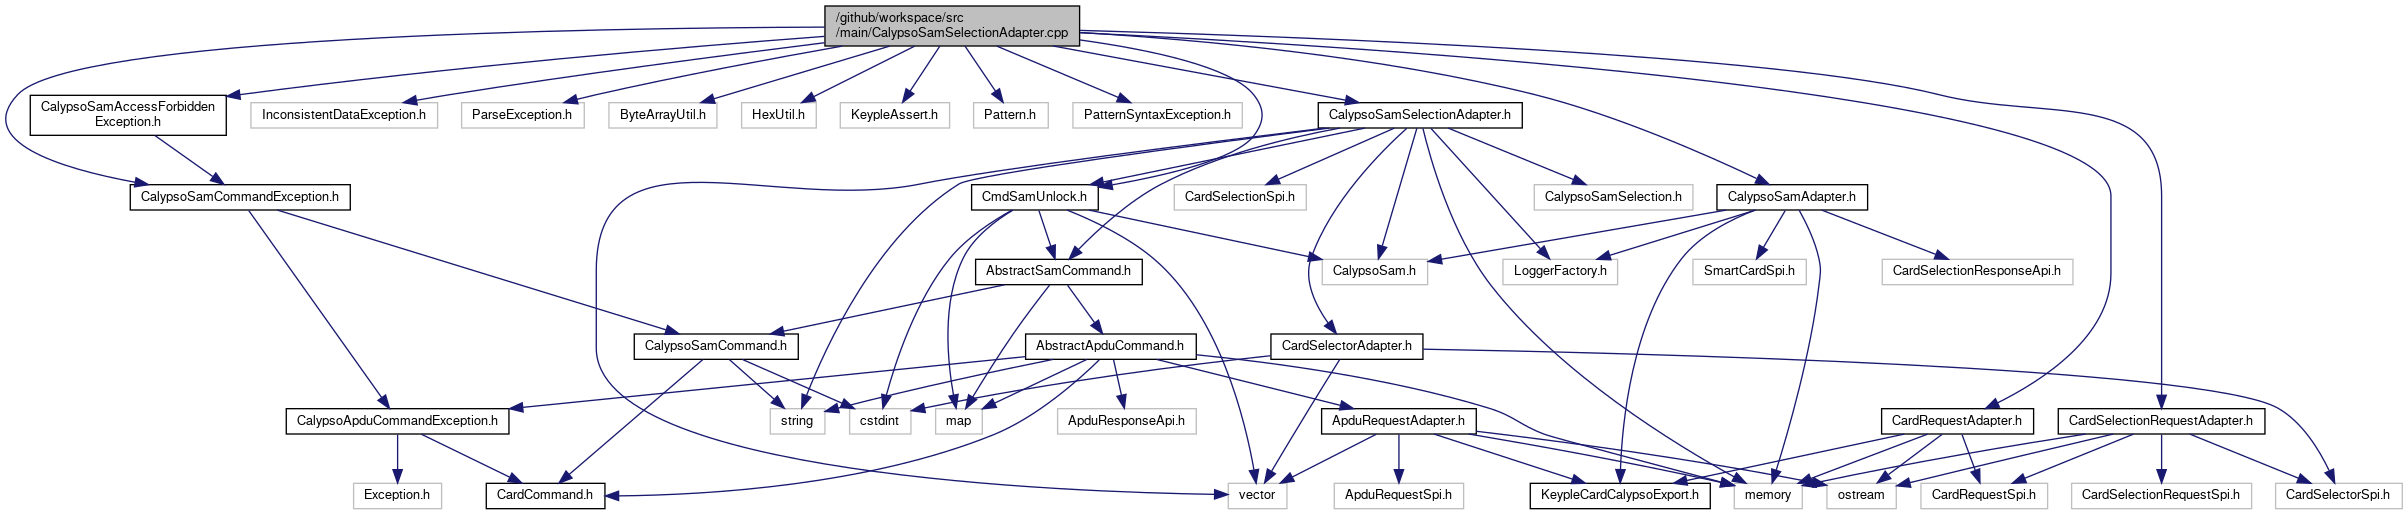 /github/workspace/src
/main/CalypsoSamSelectionAdapter.cpp
CalypsoSamAccessForbidden
Exception.h
InconsistentDataException.h
ParseException.h
ByteArrayUtil.h
HexUtil.h
KeypleAssert.h
Pattern.h
PatternSyntaxException.h
CalypsoSamSelectionAdapter.h
CalypsoSamCommandException.h
CmdSamUnlock.h
CardSelectionSpi.h
CalypsoSamSelection.h
CalypsoSamAdapter.h
AbstractSamCommand.h
CalypsoSam.h
LoggerFactory.h
SmartCardSpi.h
CardSelectionResponseApi.h
CalypsoSamCommand.h
AbstractApduCommand.h
CardSelectorAdapter.h
CalypsoApduCommandException.h
string
cstdint
map
ApduResponseApi.h
ApduRequestAdapter.h
CardRequestAdapter.h
CardSelectionRequestAdapter.h
Exception.h
CardCommand.h
vector
ApduRequestSpi.h
KeypleCardCalypsoExport.h
memory
ostream
CardRequestSpi.h
CardSelectionRequestSpi.h
CardSelectorSpi.h